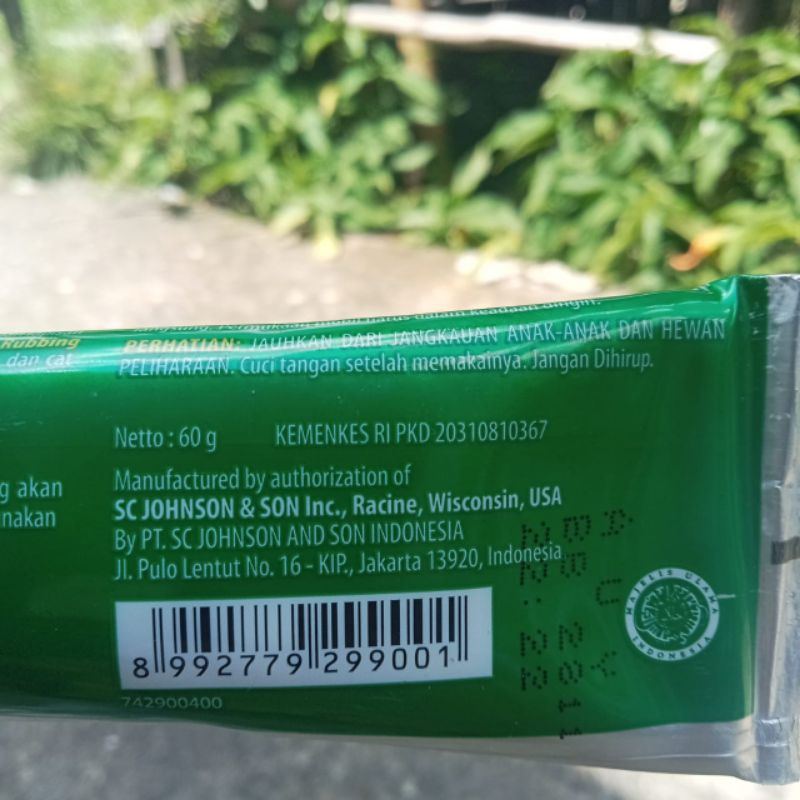 Rubbing
dan cat
g akan
nakan
PERHATIAN: JAUHKAN DARI JANGKAUAN ANAK-ANAK DAN HEWAN
PELIHARAAN. Cuci tangan setelah memakainya. Jangan Dihirup.
Netto : 60 g
KEMENKES RI PKD 20310810367
Manufactured by authorization of
SC JOHNSON & SON Inc., Racine, Wisconsin, USA
By PT. SC JOHNSON AND SON INDONESIA
Jl. Pulo Lentut No. 16 - KIP., Jakarta 13920, Indonesia
8 992779 299001
742900400
MAJELIS ULAMA
INDONESIA